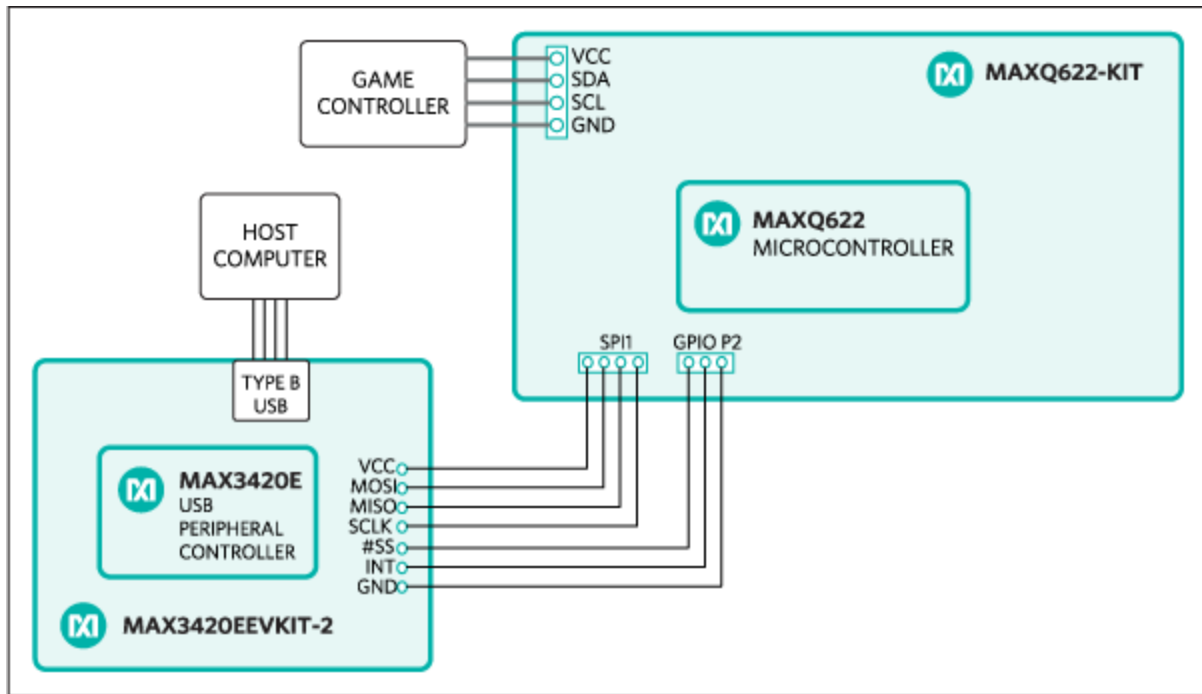 GAME
CONTROLLER
VCC
SDA
SCL
GND
MAXQ622-KIT
MAXQ622
MICROCONTROLLER
HOST
COMPUTER
SPI1
GPIO P2
TYPE B
USB
MAX3420E
USB
PERIPHERAL
CONTROLLER
VCC
MOSI
MISO
SCLK
#SS
INT
GND
MAX3420EEVKIT-2